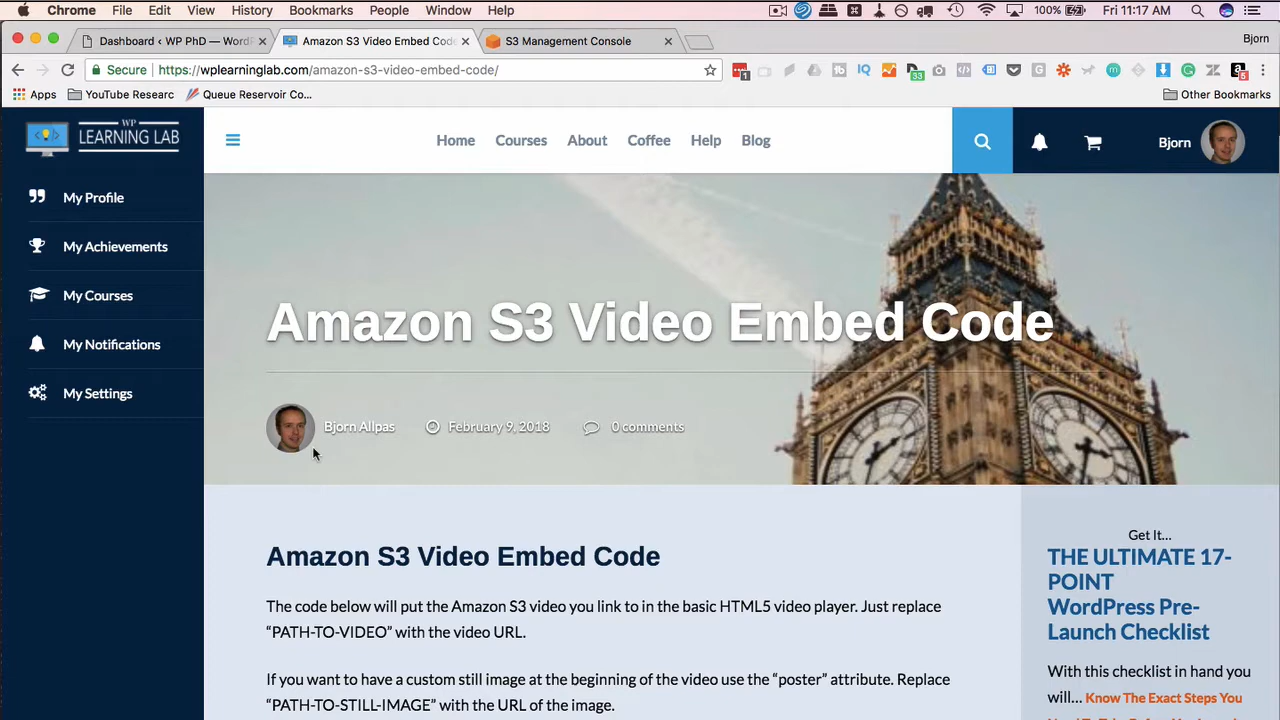 Chrome File Edit View History Bookmarks People Window Help 100% Fri 11:17 AM
Dashboard ‹ WP PhD — WordP
Amazon S3 Video Embed Code
S3 Management Console
Bjorn
Secure https://wplearninglab.com/amazon-s3-video-embed-code/
Apps YouTube Researc Queue Reservoir Co... Other Bookmarks
WP
LEARNING LAB
Home Courses About Coffee Help Blog
Bjorn
My Profile
My Achievements
My Courses
My Notifications
My Settings
Amazon S3 Video Embed Code
Bjorn Allpas February 9, 2018 0 comments
Amazon S3 Video Embed Code
The code below will put the Amazon S3 video you link to in the basic HTML5 video player. Just replace
“PATH-TO-VIDEO” with the video URL.
If you want to have a custom still image at the beginning of the video use the “poster” attribute. Replace
“PATH-TO-STILL-IMAGE” with the URL of the image.
Get It...
THE ULTIMATE 17-
POINT
WordPress Pre-
Launch Checklist
With this checklist in hand you
will... Know The Exact Steps You